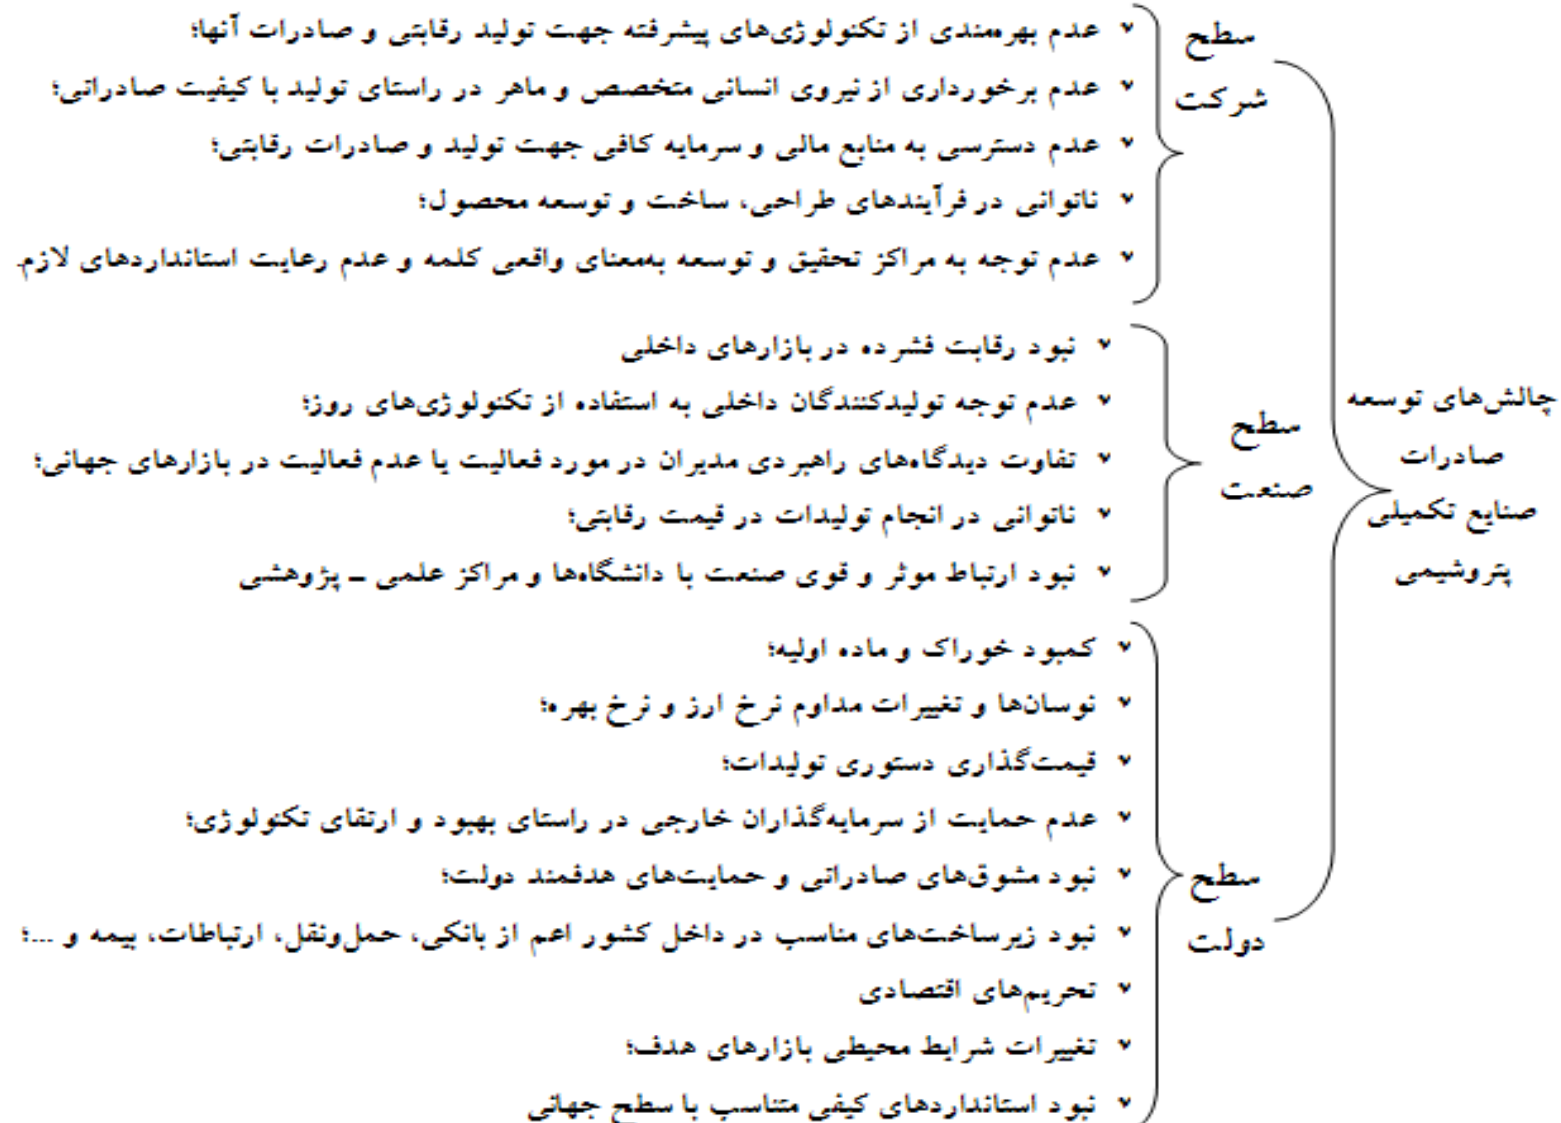 چالش‌های توسعه
صادرات
صنایع تکمیلی
پتروشیمی
سطح
شرکت
عدم بهره‌مندی از تکنولوژی‌های پیشرفته جهت تولید رقابتی و صادرات آنها؛
عدم برخورداری از نیروی انسانی متخصص و ماهر در راستای تولید با کیفیت صادراتی؛
عدم دسترسی به منابع مالی و سرمایه کافی جهت تولید و صادرات رقابتی؛
ناتوانی در فرآیندهای طراحی، ساخت و توسعه محصول؛
عدم توجه به مراکز تحقیق و توسعه به‌معنای واقعی کلمه و عدم رعایت استانداردهای لازم.
سطح
صنعت
نبود رقابت فشرده در بازارهای داخلی
عدم توجه تولیدکنندگان داخلی به استفاده از تکنولوژی‌های روز؛
تفاوت دیدگاه‌های راهبردی مدیران در مورد فعالیت یا عدم فعالیت در بازارهای جهانی؛
ناتوانی در انجام تولیدات در قیمت رقابتی؛
نبود ارتباط موثر و قوی صنعت با دانشگاه‌ها و مراکز علمی ـ پژوهشی
سطح
دولت
کمبود خوراک و ماده اولیه؛
نوسان‌ها و تغییرات مداوم نرخ ارز و نرخ بهره؛
قیمت‌گذاری دستوری تولیدات؛
عدم حمایت از سرمایه‌گذاران خارجی در راستای بهبود و ارتقای تکنولوژی؛
نبود مشوق‌های صادراتی و حمایت‌های هدفمند دولت؛
نبود زیرساخت‌های مناسب در داخل کشور اعم از بانکی، حمل‌ونقل، ارتباطات، بیمه و ...؛
تحریم‌های اقتصادی
تغییرات شرایط محیطی بازارهای هدف؛
نبود استانداردهای کیفی متناسب با سطح جهانی